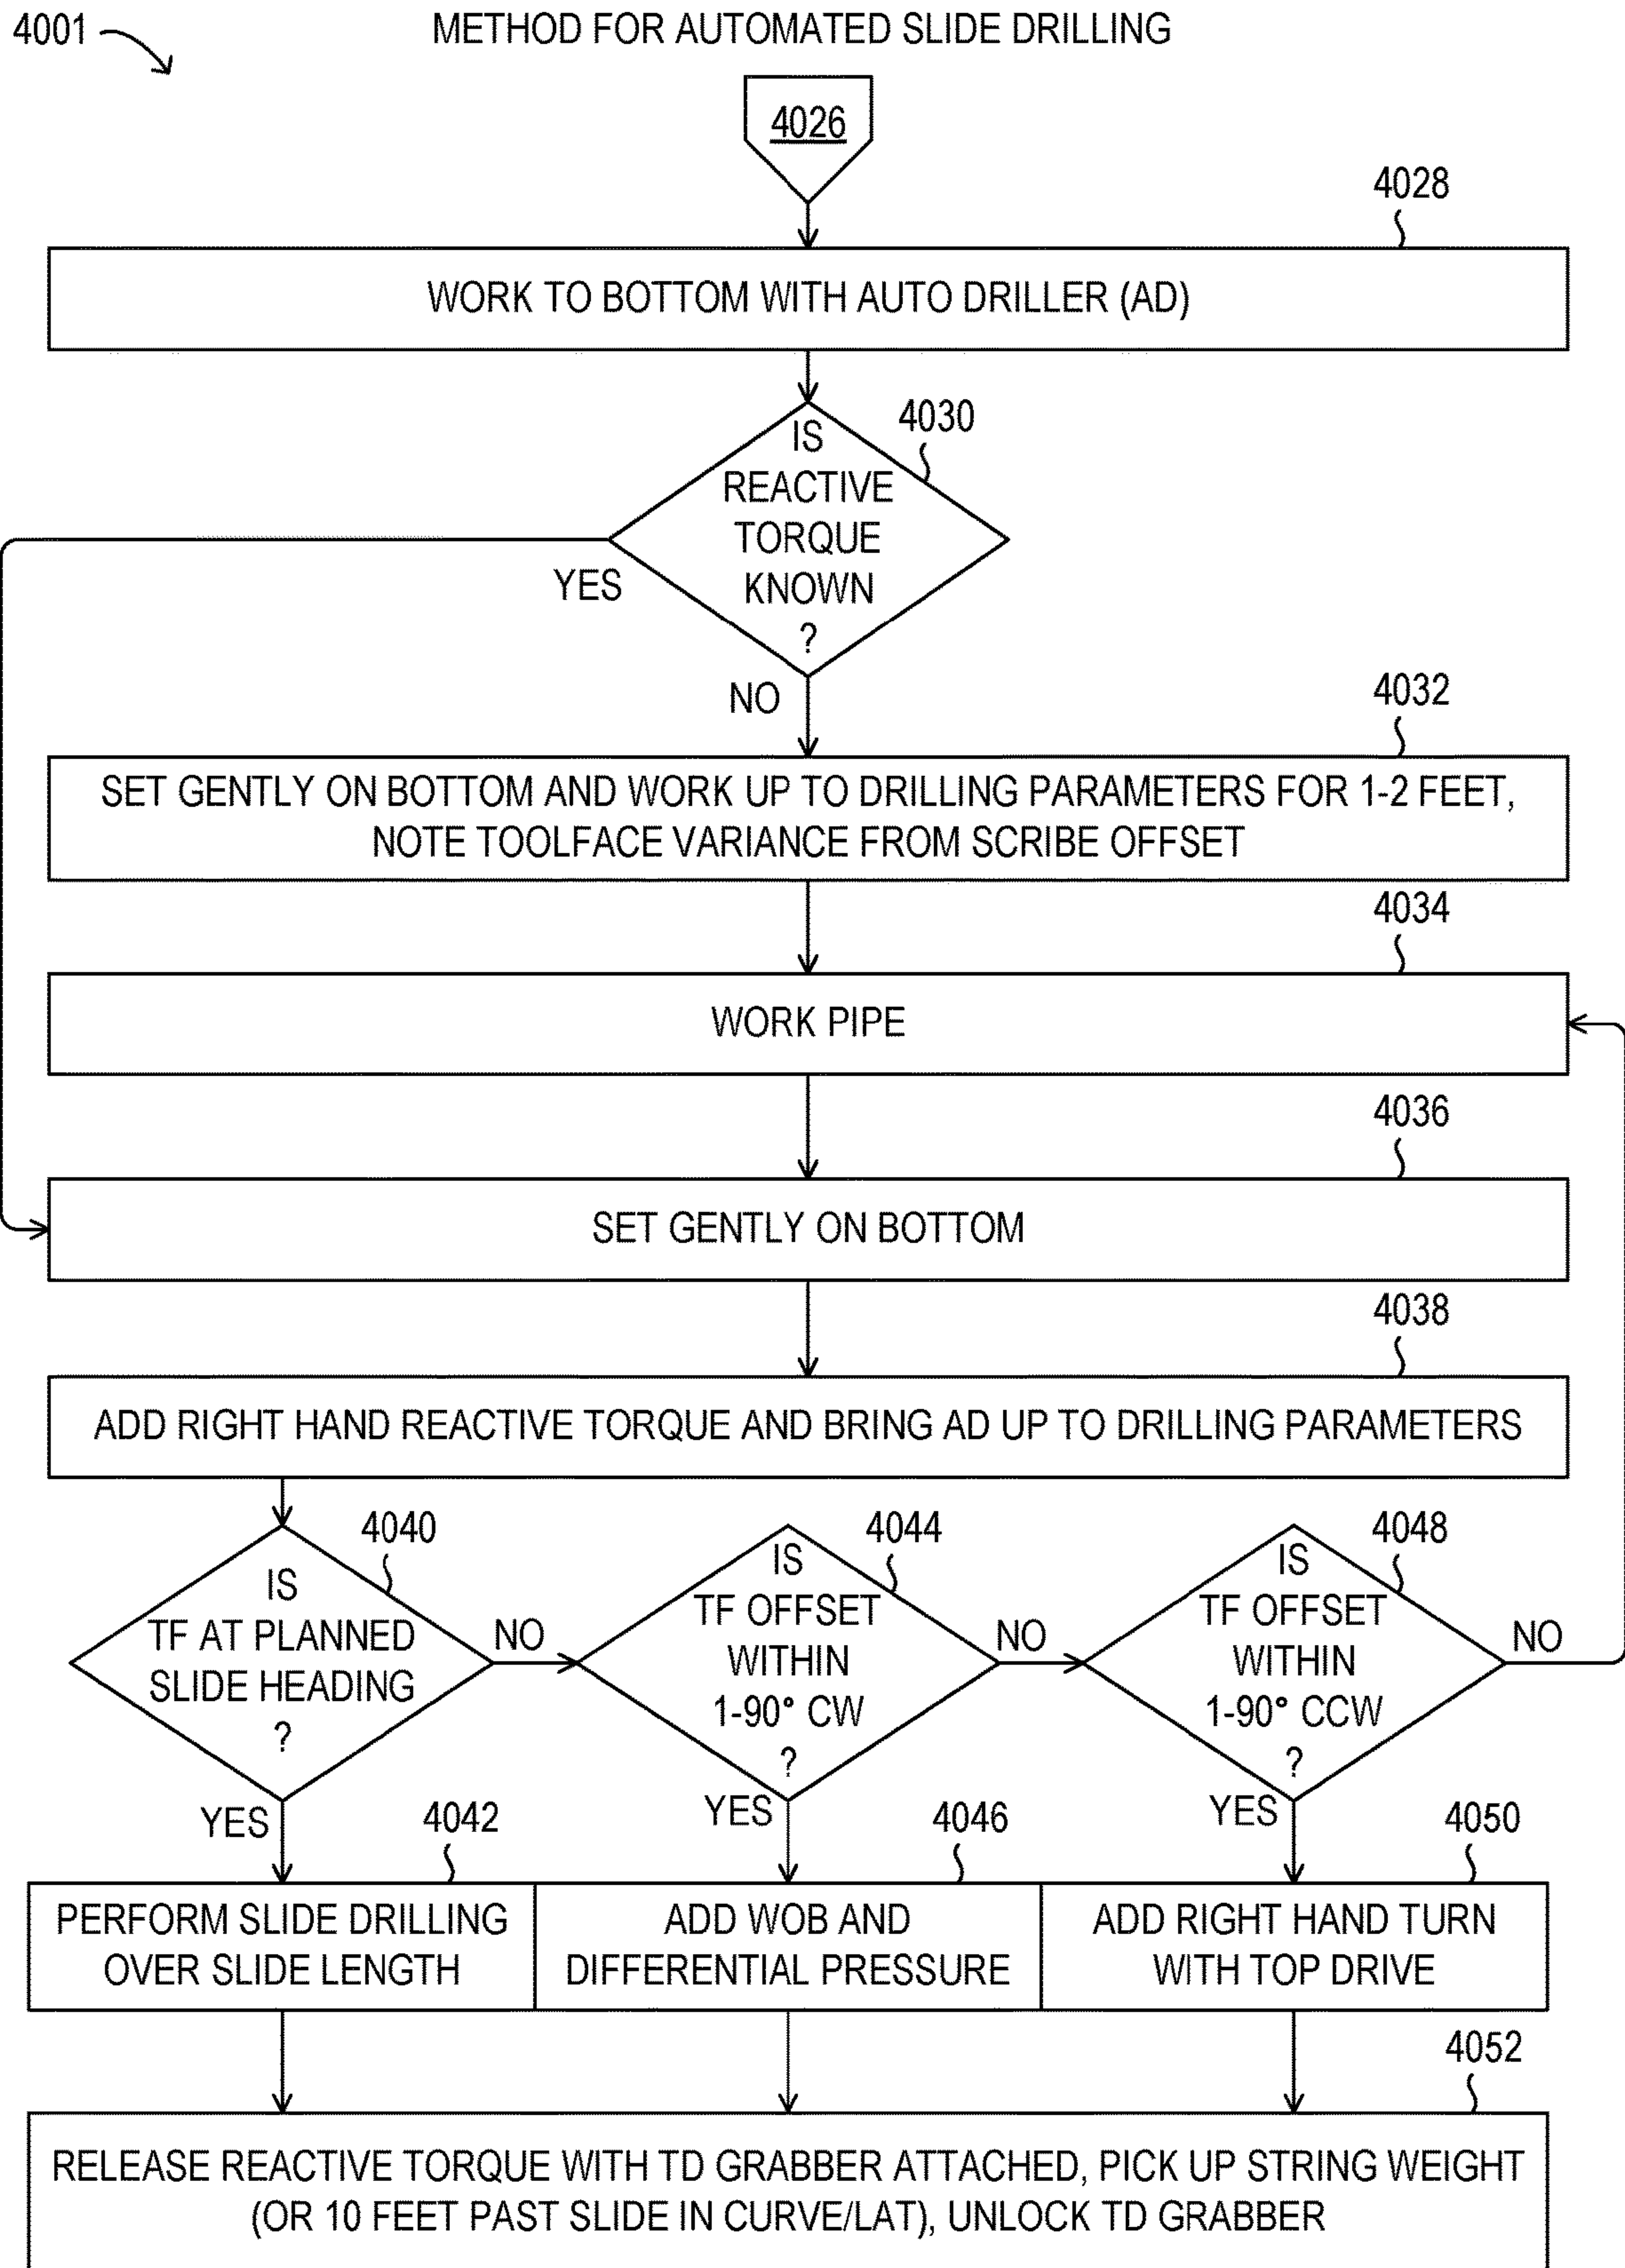 4001
METHOD FOR AUTOMATED SLIDE DRILLING
4026
4028
WORK TO BOTTOM WITH AUTO DRILLER (AD)
4030
IS
REACTIVE
TORQUE
KNOWN
?
YES
NO
4032
SET GENTLY ON BOTTOM AND WORK UP TO DRILLING PARAMETERS FOR 1-2 FEET,
NOTE TOOLFACE VARIANCE FROM SCRIBE OFFSET
4034
WORK PIPE
4036
SET GENTLY ON BOTTOM
4038
ADD RIGHT HAND REACTIVE TORQUE AND BRING AD UP TO DRILLING PARAMETERS
4040
IS
TF AT PLANNED
SLIDE HEADING
?
NO
YES
4044
IS
TF OFFSET
WITHIN
1-90° CW
?
NO
YES
4048
IS
TF OFFSET
WITHIN
1-90° CCW
?
NO
YES
4042
PERFORM SLIDE DRILLING
OVER SLIDE LENGTH
4046
ADD WOB AND
DIFFERENTIAL PRESSURE
4050
ADD RIGHT HAND TURN
WITH TOP DRIVE
4052
RELEASE REACTIVE TORQUE WITH TD GRABBER ATTACHED, PICK UP STRING WEIGHT
(OR 10 FEET PAST SLIDE IN CURVE/LAT), UNLOCK TD GRABBER